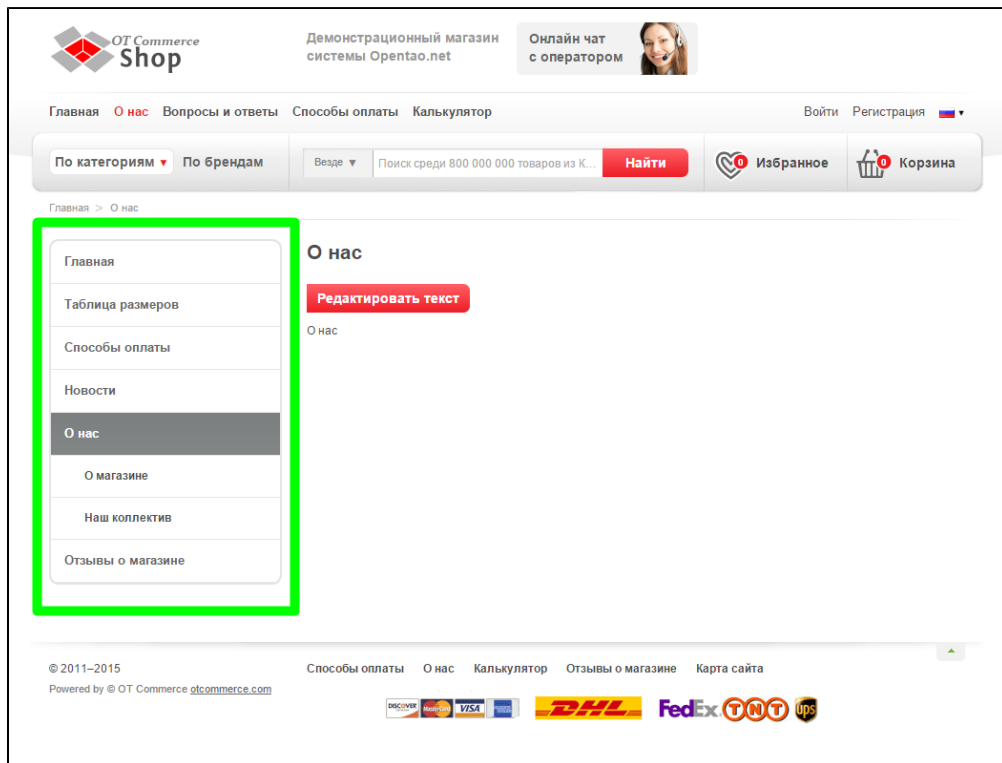 OT Commerce
Shop
Демонстрационный магазин
системы Opentao.net
Онлайн чат
с оператором
Главная О нас Вопросы и ответы Способы оплаты Калькулятор Войти Регистрация
По категориям По брендам Везде Поиск среди 800 000 000 товаров из К... Найти 0 Избранное 0 Корзина
Главная > О нас
Главная
Таблица размеров
Способы оплаты
Новости
О нас
О магазине
Наш коллектив
Отзывы о магазине
О нас
Редактировать текст
О нас
© 2011–2015
Powered by © OT Commerce otcommerce.com
Способы оплаты О нас Калькулятор Отзывы о магазине Карта сайта
DISCOVER MasterCard VISA DHL FedEx TNT ups